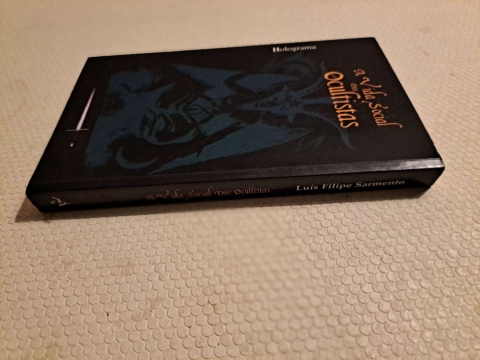 Holograma
A Vida Social
dos
Ocultistas
A Vida Social Dos Ocultistas
Luís Filipe Sarmento